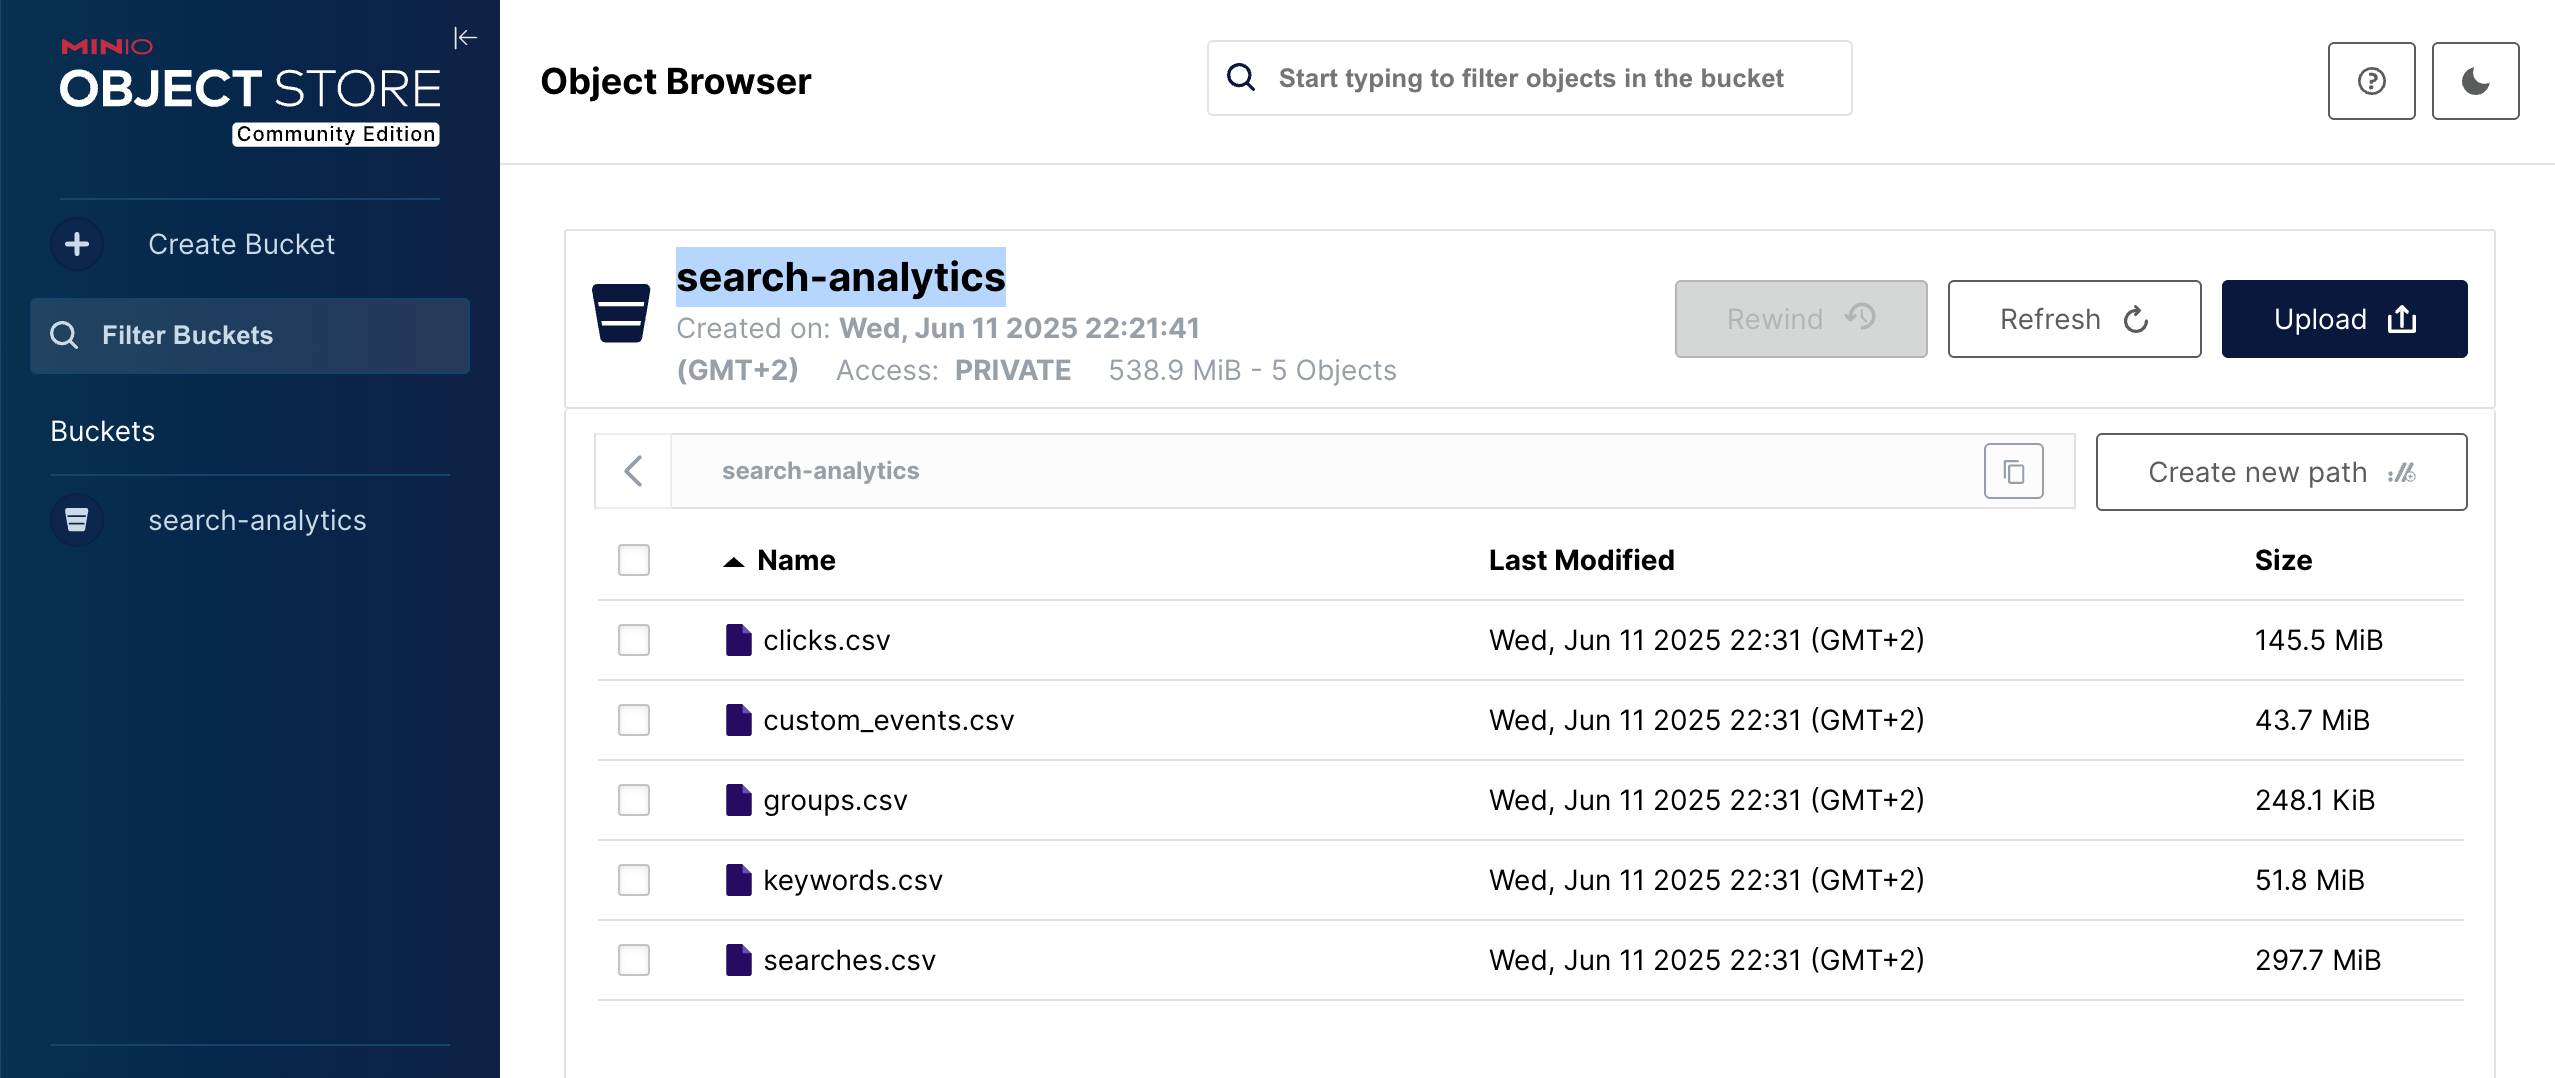 MINIO
OBJECT STORE
Community Edition
Create Bucket
Filter Buckets
Buckets
search-analytics
Object Browser
Start typing to filter objects in the bucket
search-analytics
Created on: Wed, Jun 11 2025 22:21:41
(GMT+2) Access: PRIVATE 538.9 MiB - 5 Objects
Rewind
Refresh
Upload
search-analytics
Create new path
Name Last Modified Size
clicks.csv Wed, Jun 11 2025 22:31 (GMT+2) 145.5 MiB
custom_events.csv Wed, Jun 11 2025 22:31 (GMT+2) 43.7 MiB
groups.csv Wed, Jun 11 2025 22:31 (GMT+2) 248.1 KiB
keywords.csv Wed, Jun 11 2025 22:31 (GMT+2) 51.8 MiB
searches.csv Wed, Jun 11 2025 22:31 (GMT+2) 297.7 MiB